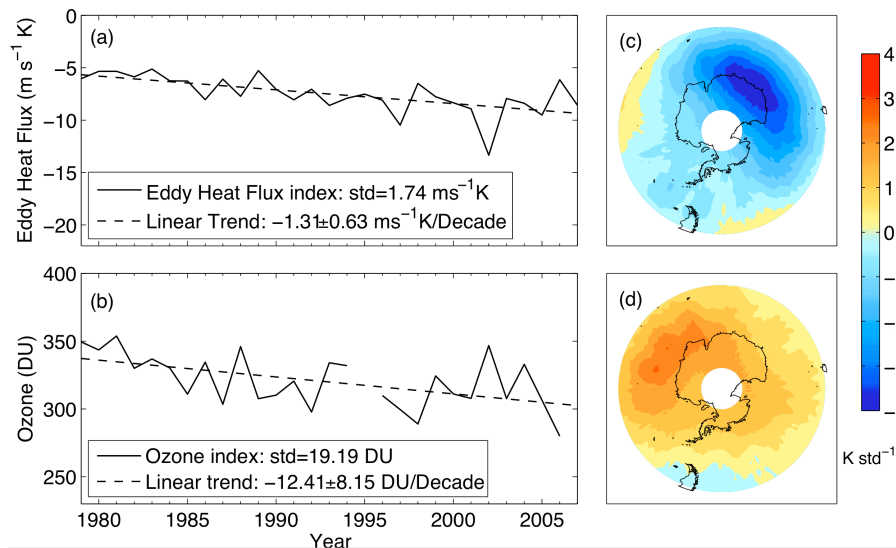 (a)
Eddy Heat Flux (m s⁻¹ K)
0
−5
−10
−15
−20
Eddy Heat Flux index: std=1.74 ms⁻¹K
Linear Trend: −1.31±0.63 ms⁻¹K/Decade
(b)
Ozone (DU)
400
350
300
250
Ozone index: std=19.19 DU
Linear trend: −12.41±8.15 DU/Decade
1980 1985 1990 1995 2000 2005
Year
(c)
(d)
4
3
2
1
0
−
−
−
−
K std⁻¹